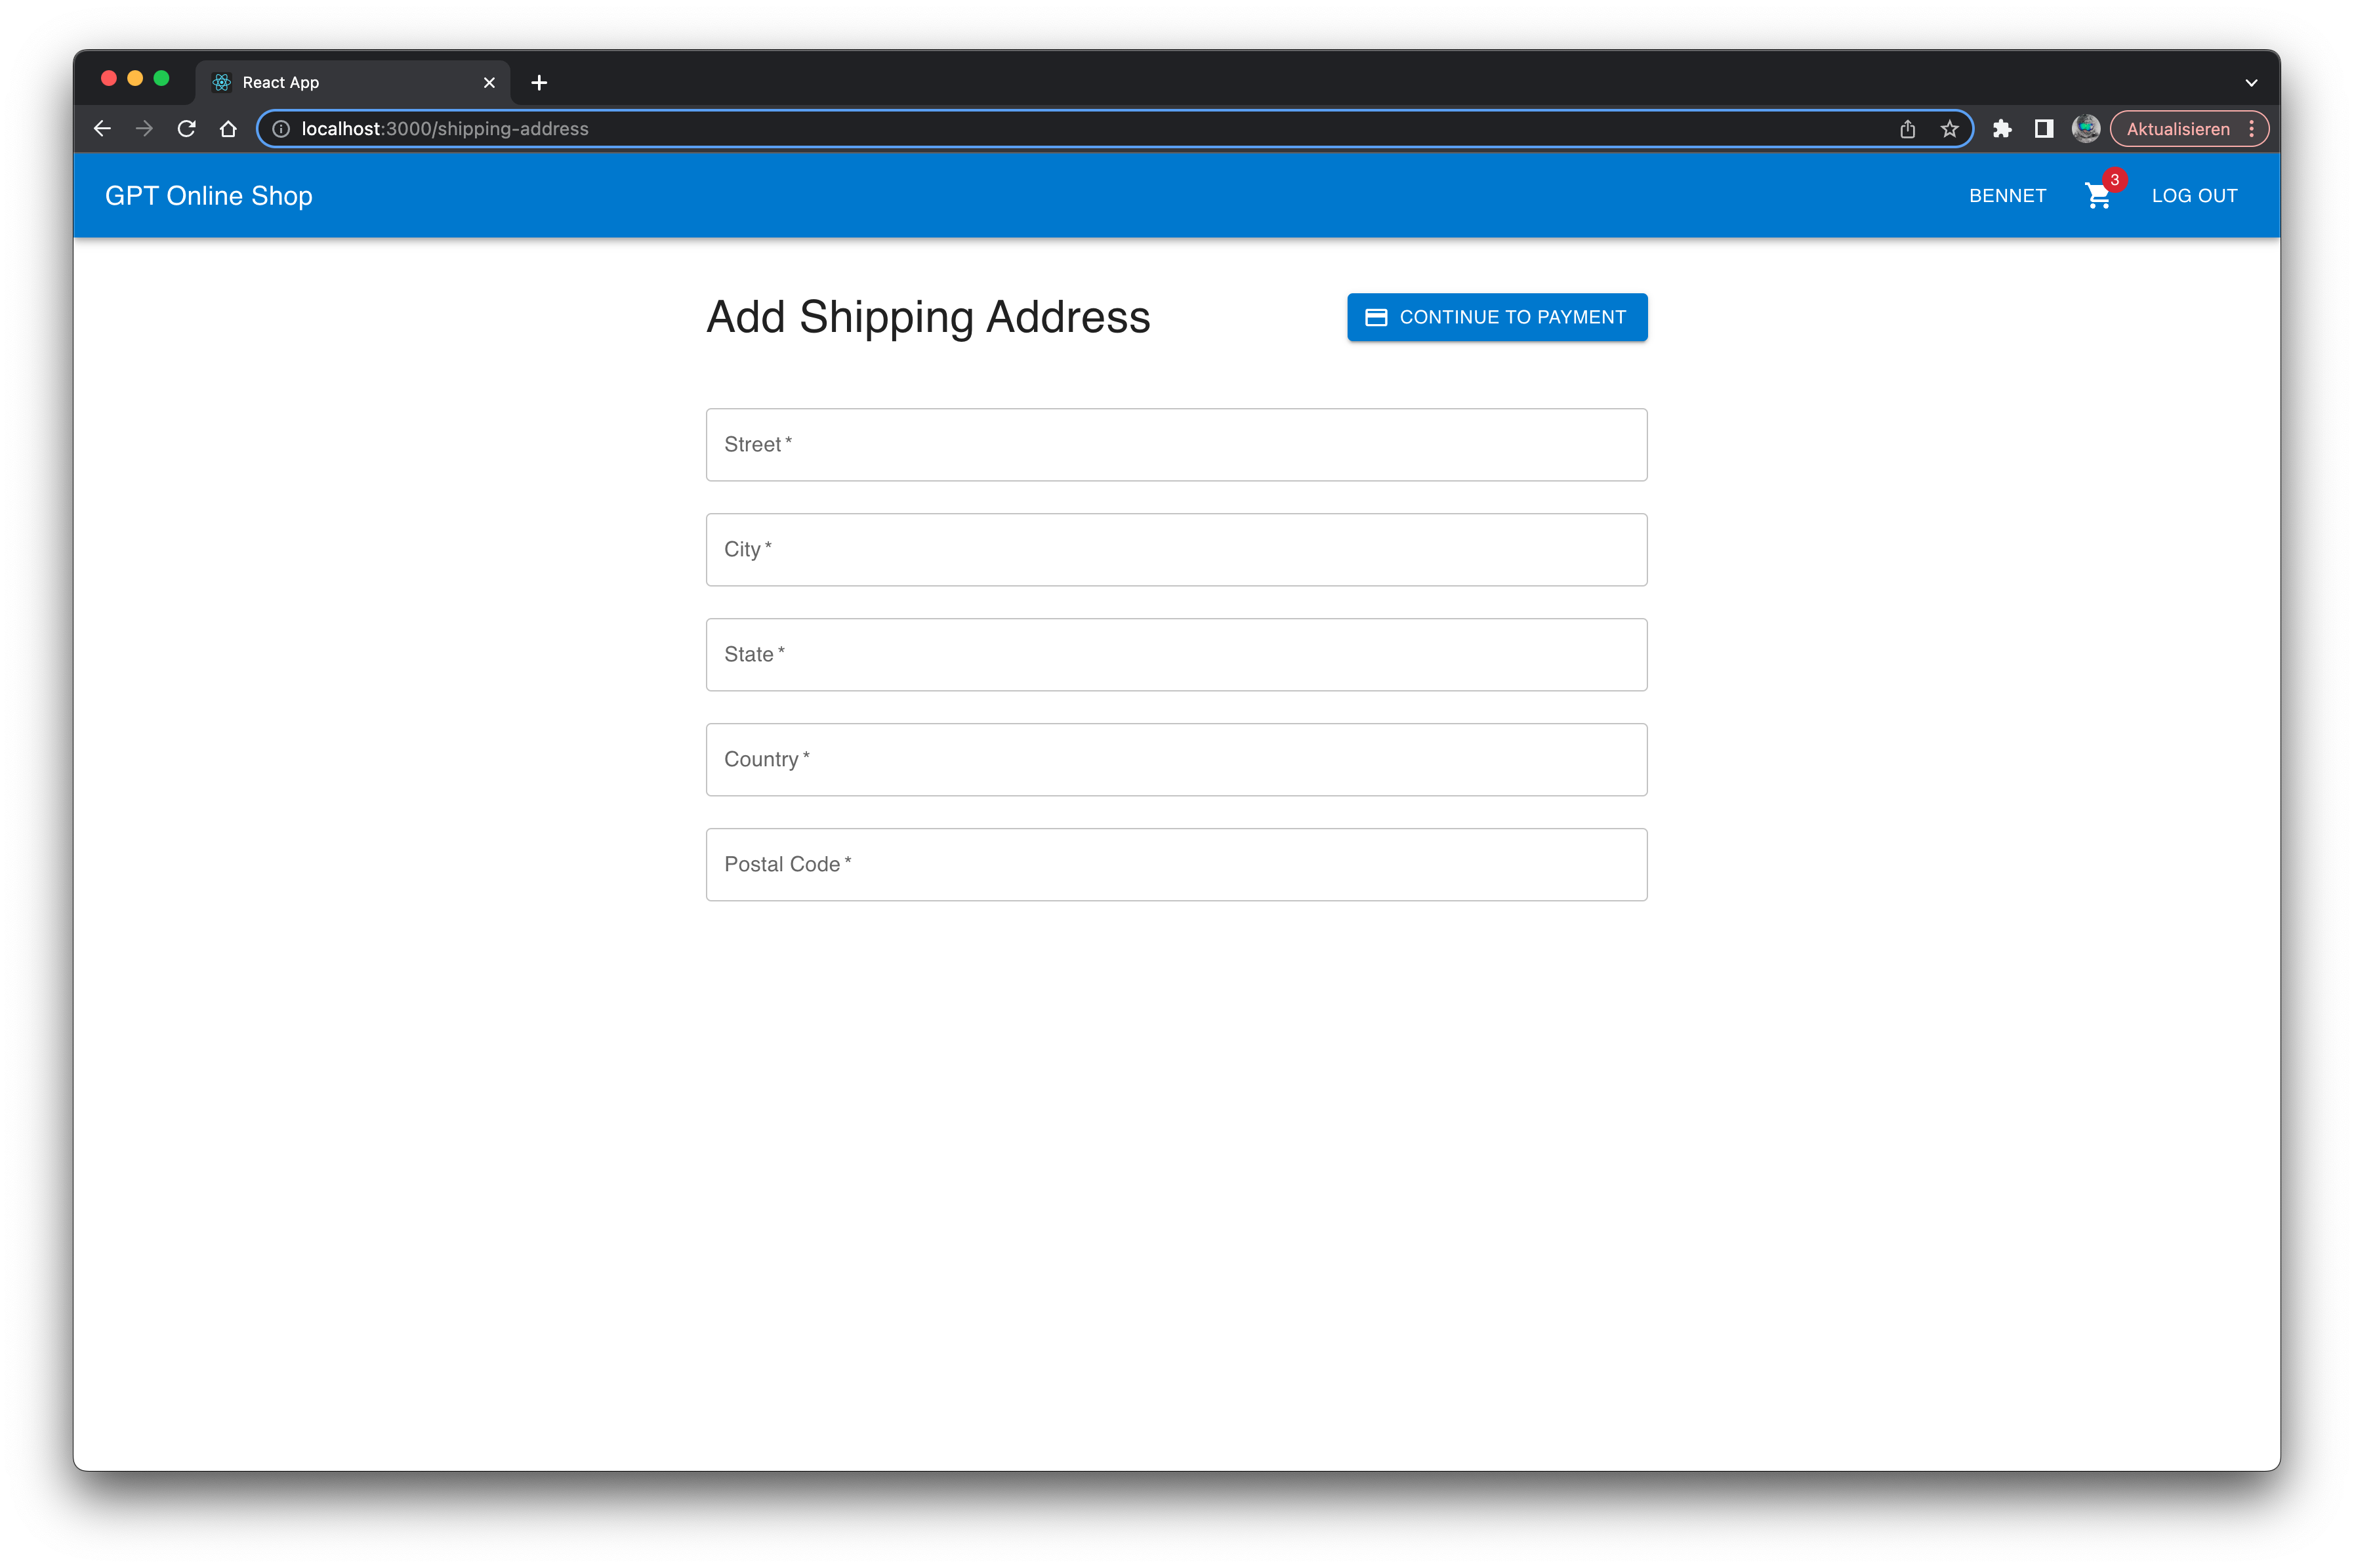 React App
localhost:3000/shipping-address
Aktualisieren
GPT Online Shop
BENNET
3
LOG OUT
Add Shipping Address
CONTINUE TO PAYMENT
Street *
City *
State *
Country *
Postal Code *